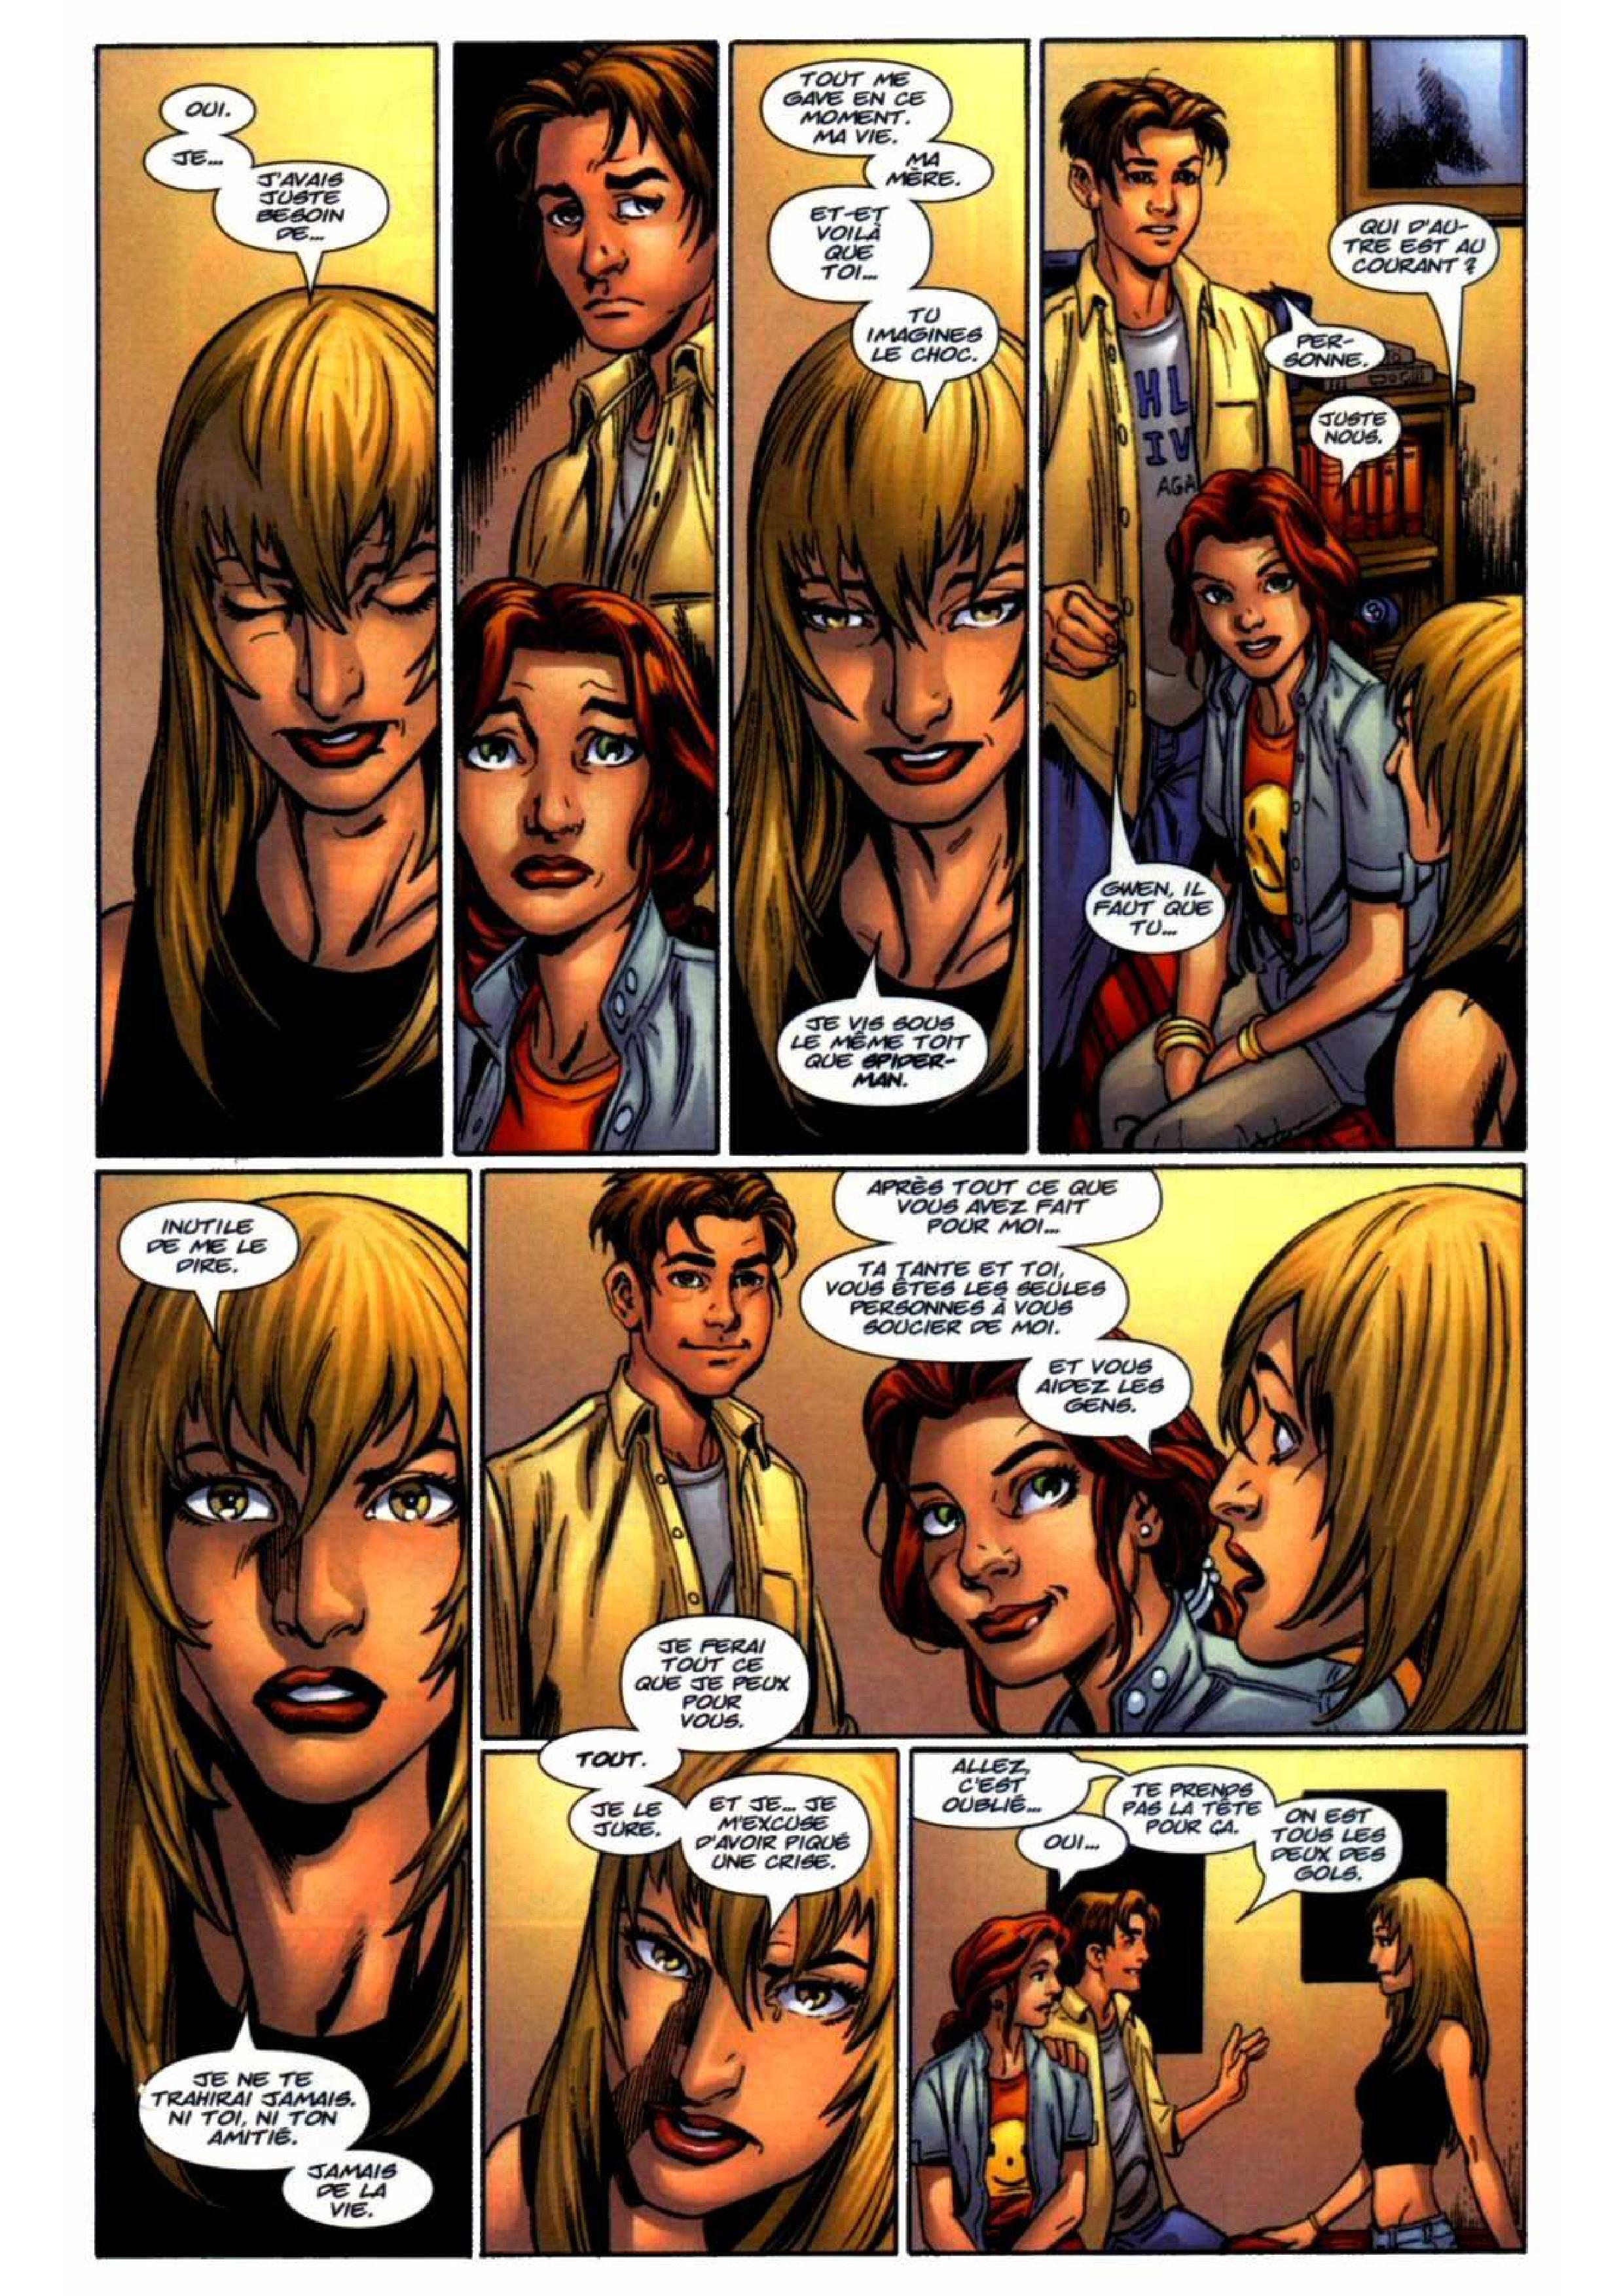 OUI.
JE...
J'AVAIS
JUSTE
BESOIN
DE...
TOUT ME
GAVE EN CE
MOMENT.
MA VIE.
MA
MÈRE.
ET-ET
VOILÀ
QUE
TOI...
TU
IMAGINES
LE CHOC.
JE VIS SOUS
LE MÊME TOIT
QUE SPIDER-
MAN.
QUI D'AU-
TRE EST AU
COURANT ?
PER-
SONNE.
JUSTE
NOUS.
HL
IV
AGA
8
GWEN, IL
FAUT QUE
TU...
INUTILE
DE ME LE
DIRE.
JE NE TE
TRAHIRAI JAMAIS.
NI TOI, NI TON
AMITIÉ.
JAMAIS
DE LA
VIE.
APRÈS TOUT CE QUE
VOUS AVEZ FAIT
POUR MOI...
TA TANTE ET TOI,
VOUS ÊTES LES SEULES
PERSONNES À VOUS
SOUCIER DE MOI.
ET VOUS
AIDEZ LES
GENS.
JE FERAI
TOUT CE
QUE JE PEUX
POUR
VOUS.
TOUT.
JE LE
JURE.
ET JE... JE
M'EXCUSE
D'AVOIR PIQUÉ
UNE CRISE.
ALLEZ,
C'EST
OUBLIÉ...
OUI...
TE PRENDS
PAS LA TÊTE
POUR ÇA.
ON EST
TOUS LES
DEUX DES
GOLS.